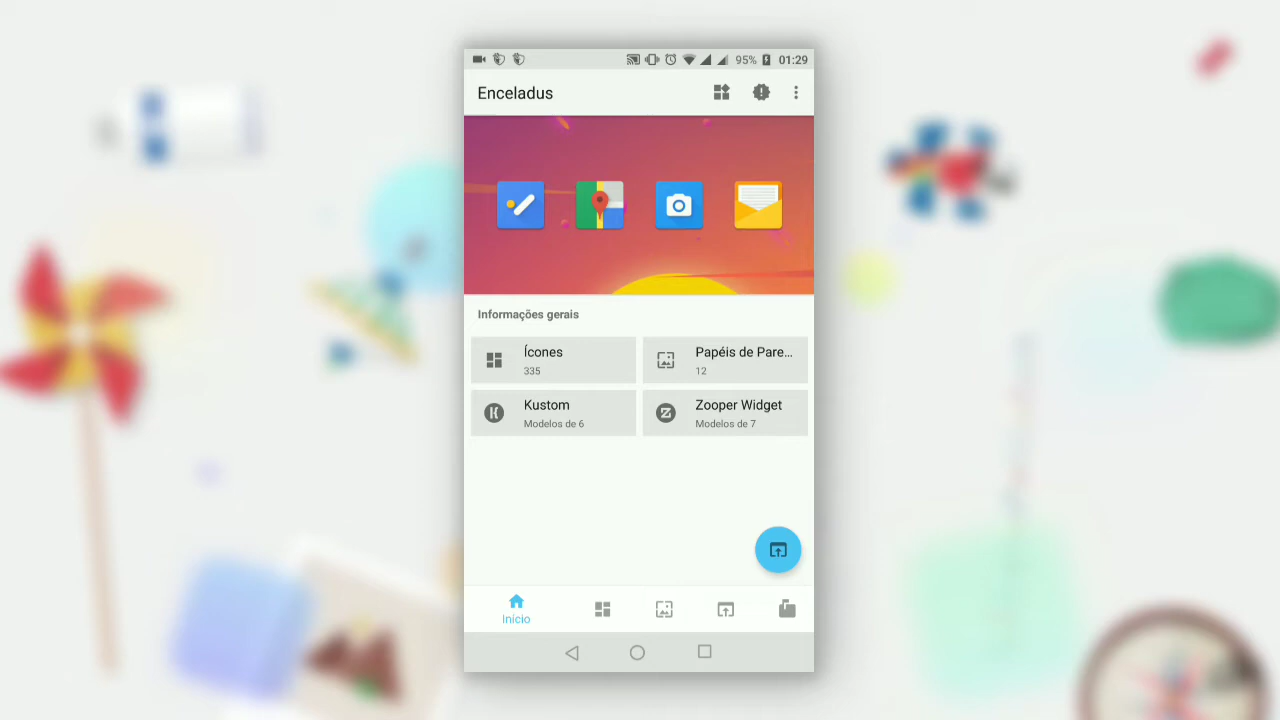 95% 01:29
Enceladus
Informações gerais
Ícones
335
Papéis de Pare...
12
Kustom
Modelos de 6
Zooper Widget
Modelos de 7
Início